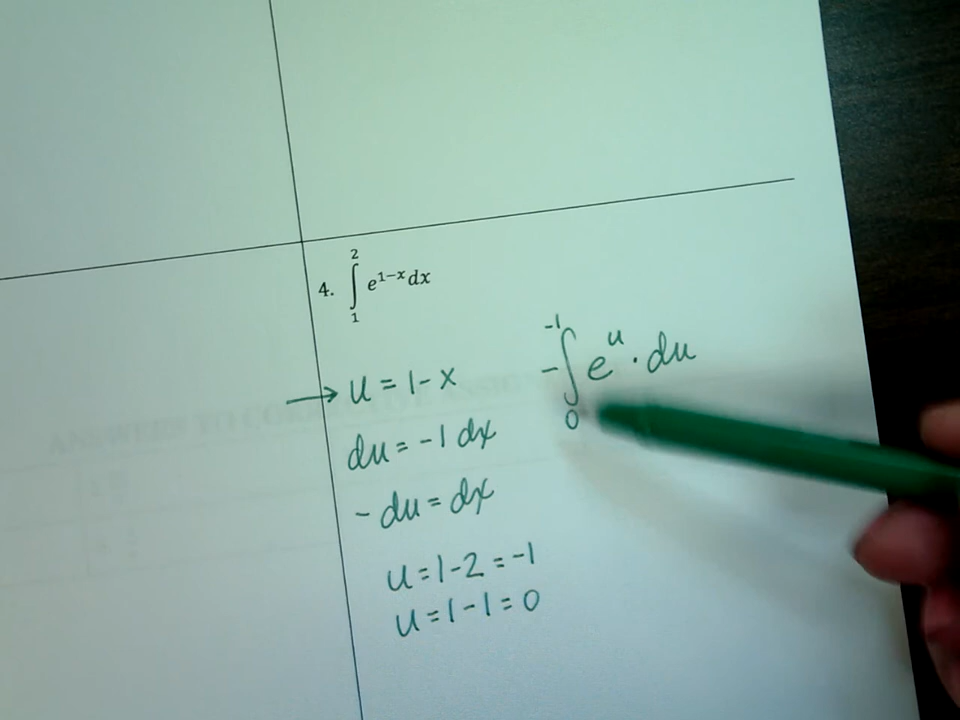 4. ∫₁² e^{1−x} dx
→ u = 1 - x
du = -1 dx
- du = dx
u = 1 - 2 = -1
u = 1 - 1 = 0
- ∫₀⁻¹ e^u · du